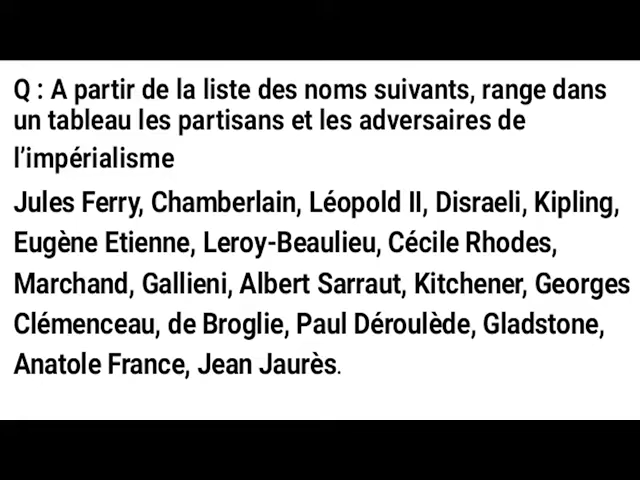 Q : A partir de la liste des noms suivants, range dans
un tableau les partisans et les adversaires de
l'impérialisme
Jules Ferry, Chamberlain, Léopold II, Disraeli, Kipling,
Eugène Etienne, Leroy-Beaulieu, Cécile Rhodes,
Marchand, Gallieni, Albert Sarraut, Kitchener, Georges
Clémenceau, de Broglie, Paul Déroulède, Gladstone,
Anatole France, Jean Jaurès.